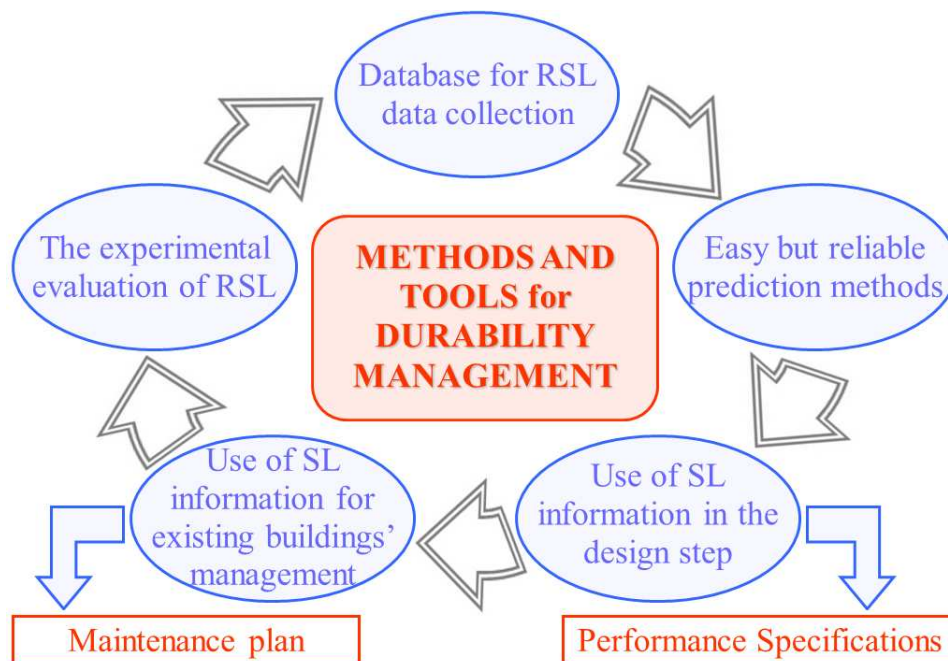 Database for RSL
data collection
The experimental
evaluation of RSL
METHODS AND
TOOLS for
DURABILITY
MANAGEMENT
Easy but reliable
prediction methods
Use of SL
information for
existing buildings’
management
Use of SL
information in the
design step
Maintenance plan
Performance Specifications